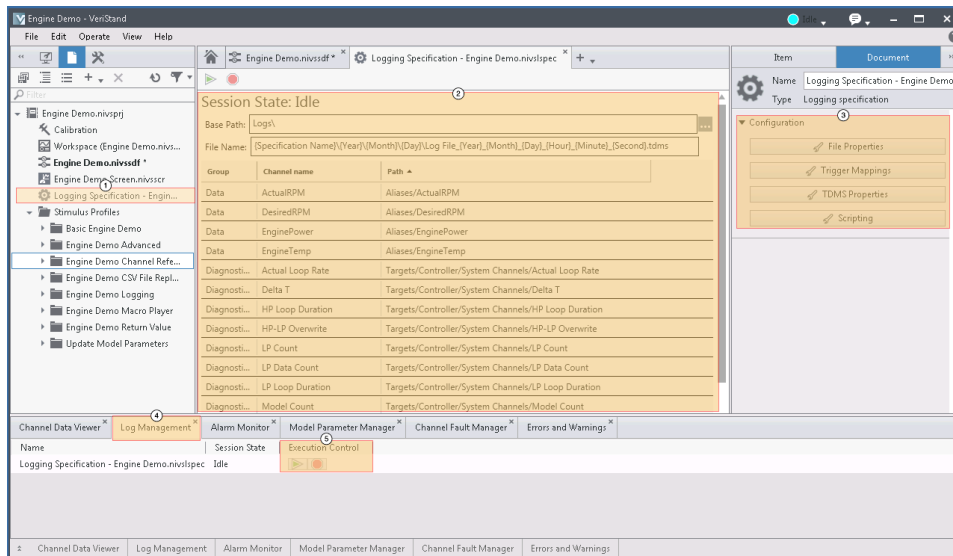 Engine Demo - VeriStand
Idle
File Edit Operate View Help
Engine Demo.nivssdf *
Logging Specification - Engine Demo.nivslspec
Item
Document
Filter
Engine Demo.nivsprj
Calibration
Workspace (Engine Demo.nivs...
Engine Demo.nivssdf *
Engine Demo Screen.nivsscr
1
Logging Specification - Engin...
Stimulus Profiles
Basic Engine Demo
Engine Demo Advanced
Engine Demo Channel Refe...
Engine Demo CSV File Repl...
Engine Demo Logging
Engine Demo Macro Player
Engine Demo Return Value
Update Model Parameters
2
Session State: Idle
Base Path: Logs\
...
File Name: {Specification Name}\{Year}\{Month}\{Day}\Log File_{Year}_{Month}_{Day}_{Hour}_{Minute}_{Second}.tdms
Group Channel name Path
Data ActualRPM Aliases/ActualRPM
Data DesiredRPM Aliases/DesiredRPM
Data EnginePower Aliases/EnginePower
Data EngineTemp Aliases/EngineTemp
Diagnosti... Actual Loop Rate Targets/Controller/System Channels/Actual Loop Rate
Diagnosti... Delta T Targets/Controller/System Channels/Delta T
Diagnosti... HP Loop Duration Targets/Controller/System Channels/HP Loop Duration
Diagnosti... HP-LP Overwrite Targets/Controller/System Channels/HP-LP Overwrite
Diagnosti... LP Count Targets/Controller/System Channels/LP Count
Diagnosti... LP Data Count Targets/Controller/System Channels/LP Data Count
Diagnosti... LP Loop Duration Targets/Controller/System Channels/LP Loop Duration
Diagnosti... Model Count Targets/Controller/System Channels/Model Count
Name Logging Specification - Engine Demo
Type Logging specification
3
Configuration
File Properties
Trigger Mappings
TDMS Properties
Scripting
4
Channel Data Viewer Log Management Alarm Monitor Model Parameter Manager Channel Fault Manager Errors and Warnings
5
Name Session State Execution Control
Logging Specification - Engine Demo.nivslspec Idle
Channel Data Viewer Log Management Alarm Monitor Model Parameter Manager Channel Fault Manager Errors and Warnings